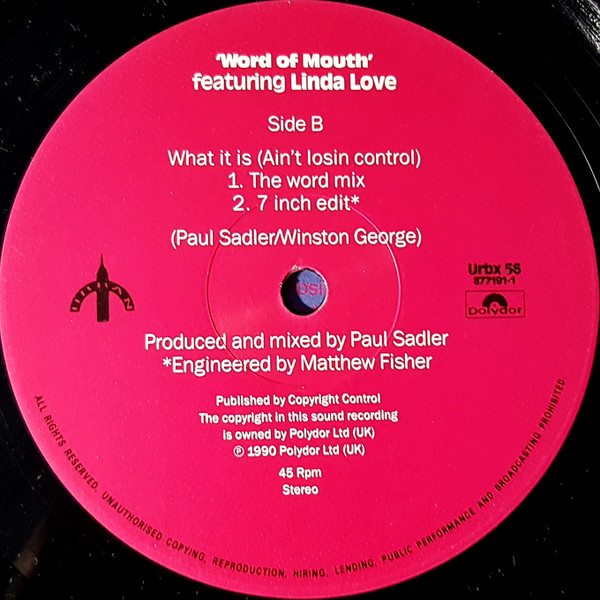 'Word of Mouth'
featuring Linda Love
Side B
What it is (Ain't losin control)
1. The word mix
2. 7 inch edit*
(Paul Sadler/Winston George)
URBAN
Urbx 56
877191-1
polydor
Produced and mixed by Paul Sadler
*Engineered by Matthew Fisher
Published by Copyright Control
The copyright in this sound recording
is owned by Polydor Ltd (UK)
℗ 1990 Polydor Ltd (UK)
45 Rpm
Stereo
ALL RIGHTS RESERVED. UNAUTHORISED COPYING, REPRODUCTION, HIRING, LENDING, PUBLIC PERFORMANCE AND BROADCASTING PROHIBITED.